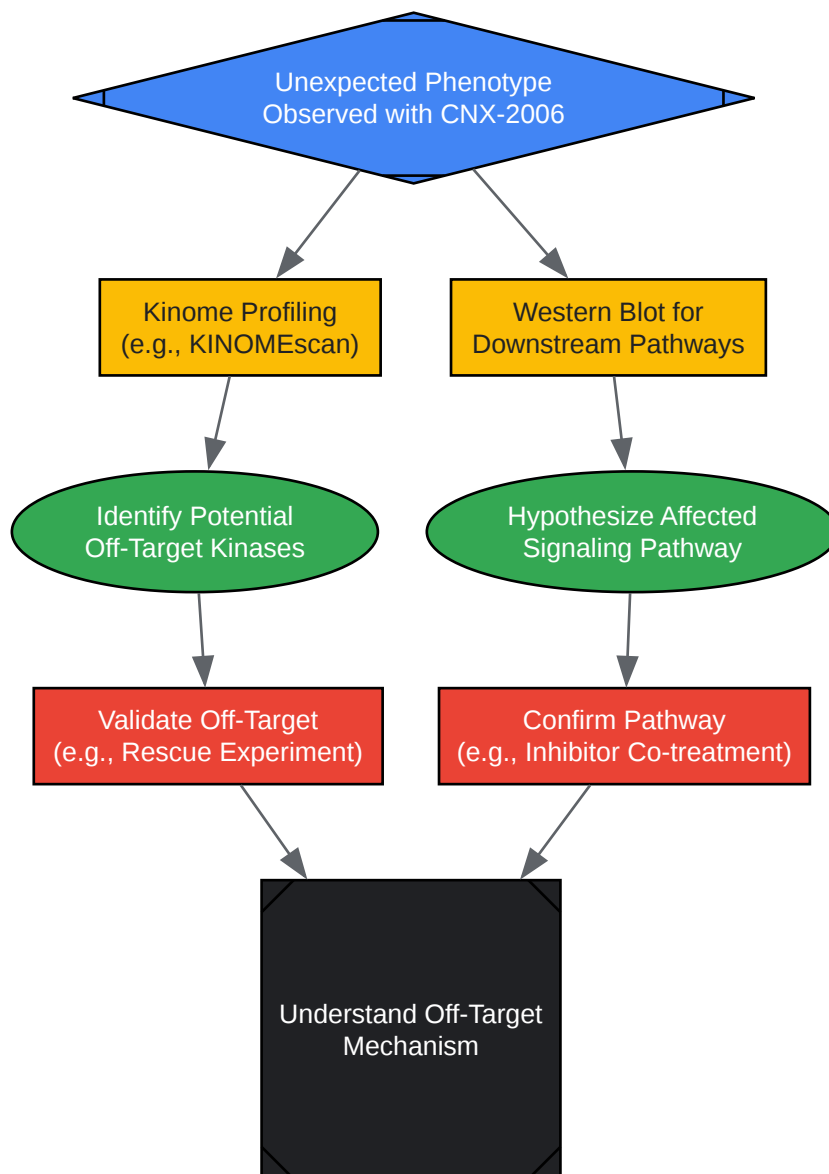 Unexpected Phenotype
Observed with CNX-2006
Kinome Profiling
(e.g., KINOMEscan)
Western Blot for
Downstream Pathways
Identify Potential
Off-Target Kinases
Hypothesize Affected
Signaling Pathway
Validate Off-Target
(e.g., Rescue Experiment)
Confirm Pathway
(e.g., Inhibitor Co-treatment)
Understand Off-Target
Mechanism